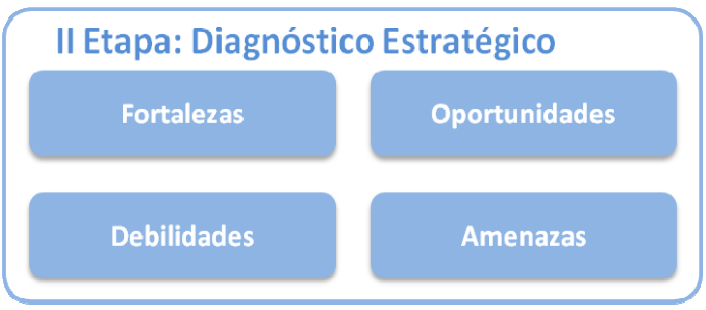 II Etapa: Diagnóstico Estratégico
Fortalezas
Oportunidades
Debilidades
Amenazas